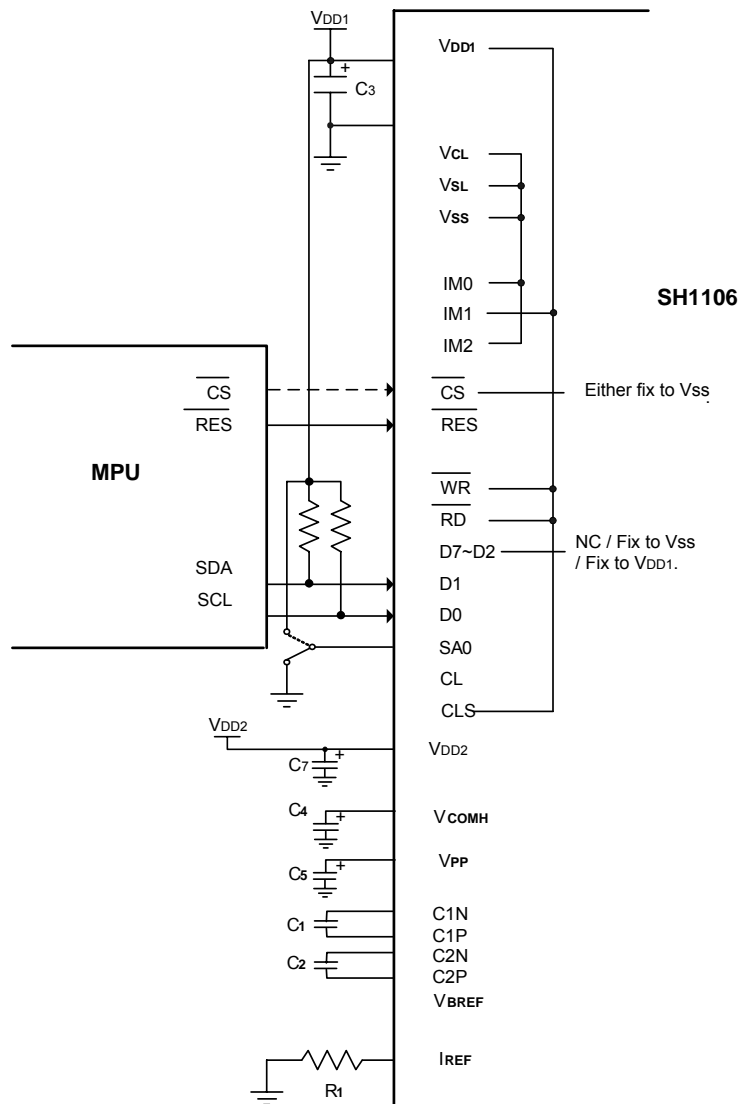 VDD1
VDD1
+
C3
VCL
VSL
VSS
IM0
IM1
IM2
SH1106
CS
CS
Either fix to Vss.
RES
RES
MPU
WR
RD
D7~D2
NC / Fix to Vss
/ Fix to VDD1.
SDA
D1
SCL
D0
SA0
CL
CLS
VDD2
VDD2
C7
+
C4
+
VCOMH
C5
+
VPP
C1
C1N
C1P
C2
C2N
C2P
VBREF
IREF
R1